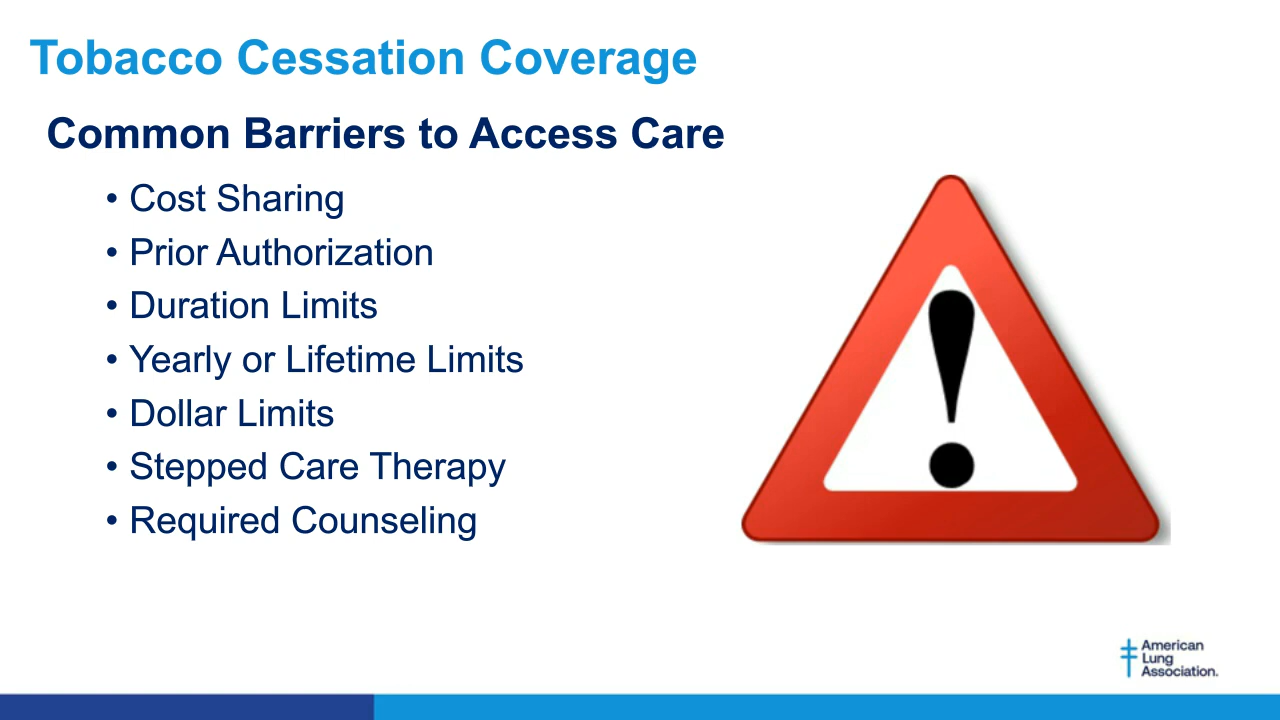 Tobacco Cessation Coverage
Common Barriers to Access Care
• Cost Sharing
• Prior Authorization
• Duration Limits
• Yearly or Lifetime Limits
• Dollar Limits
• Stepped Care Therapy
• Required Counseling
!
American
Lung
Association.